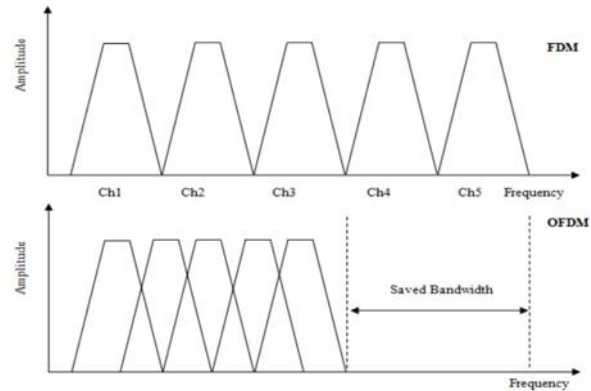 Amplitude
FDM
Ch1 Ch2 Ch3 Ch4 Ch5 Frequency
Amplitude
OFDM
Saved Bandwidth
Frequency